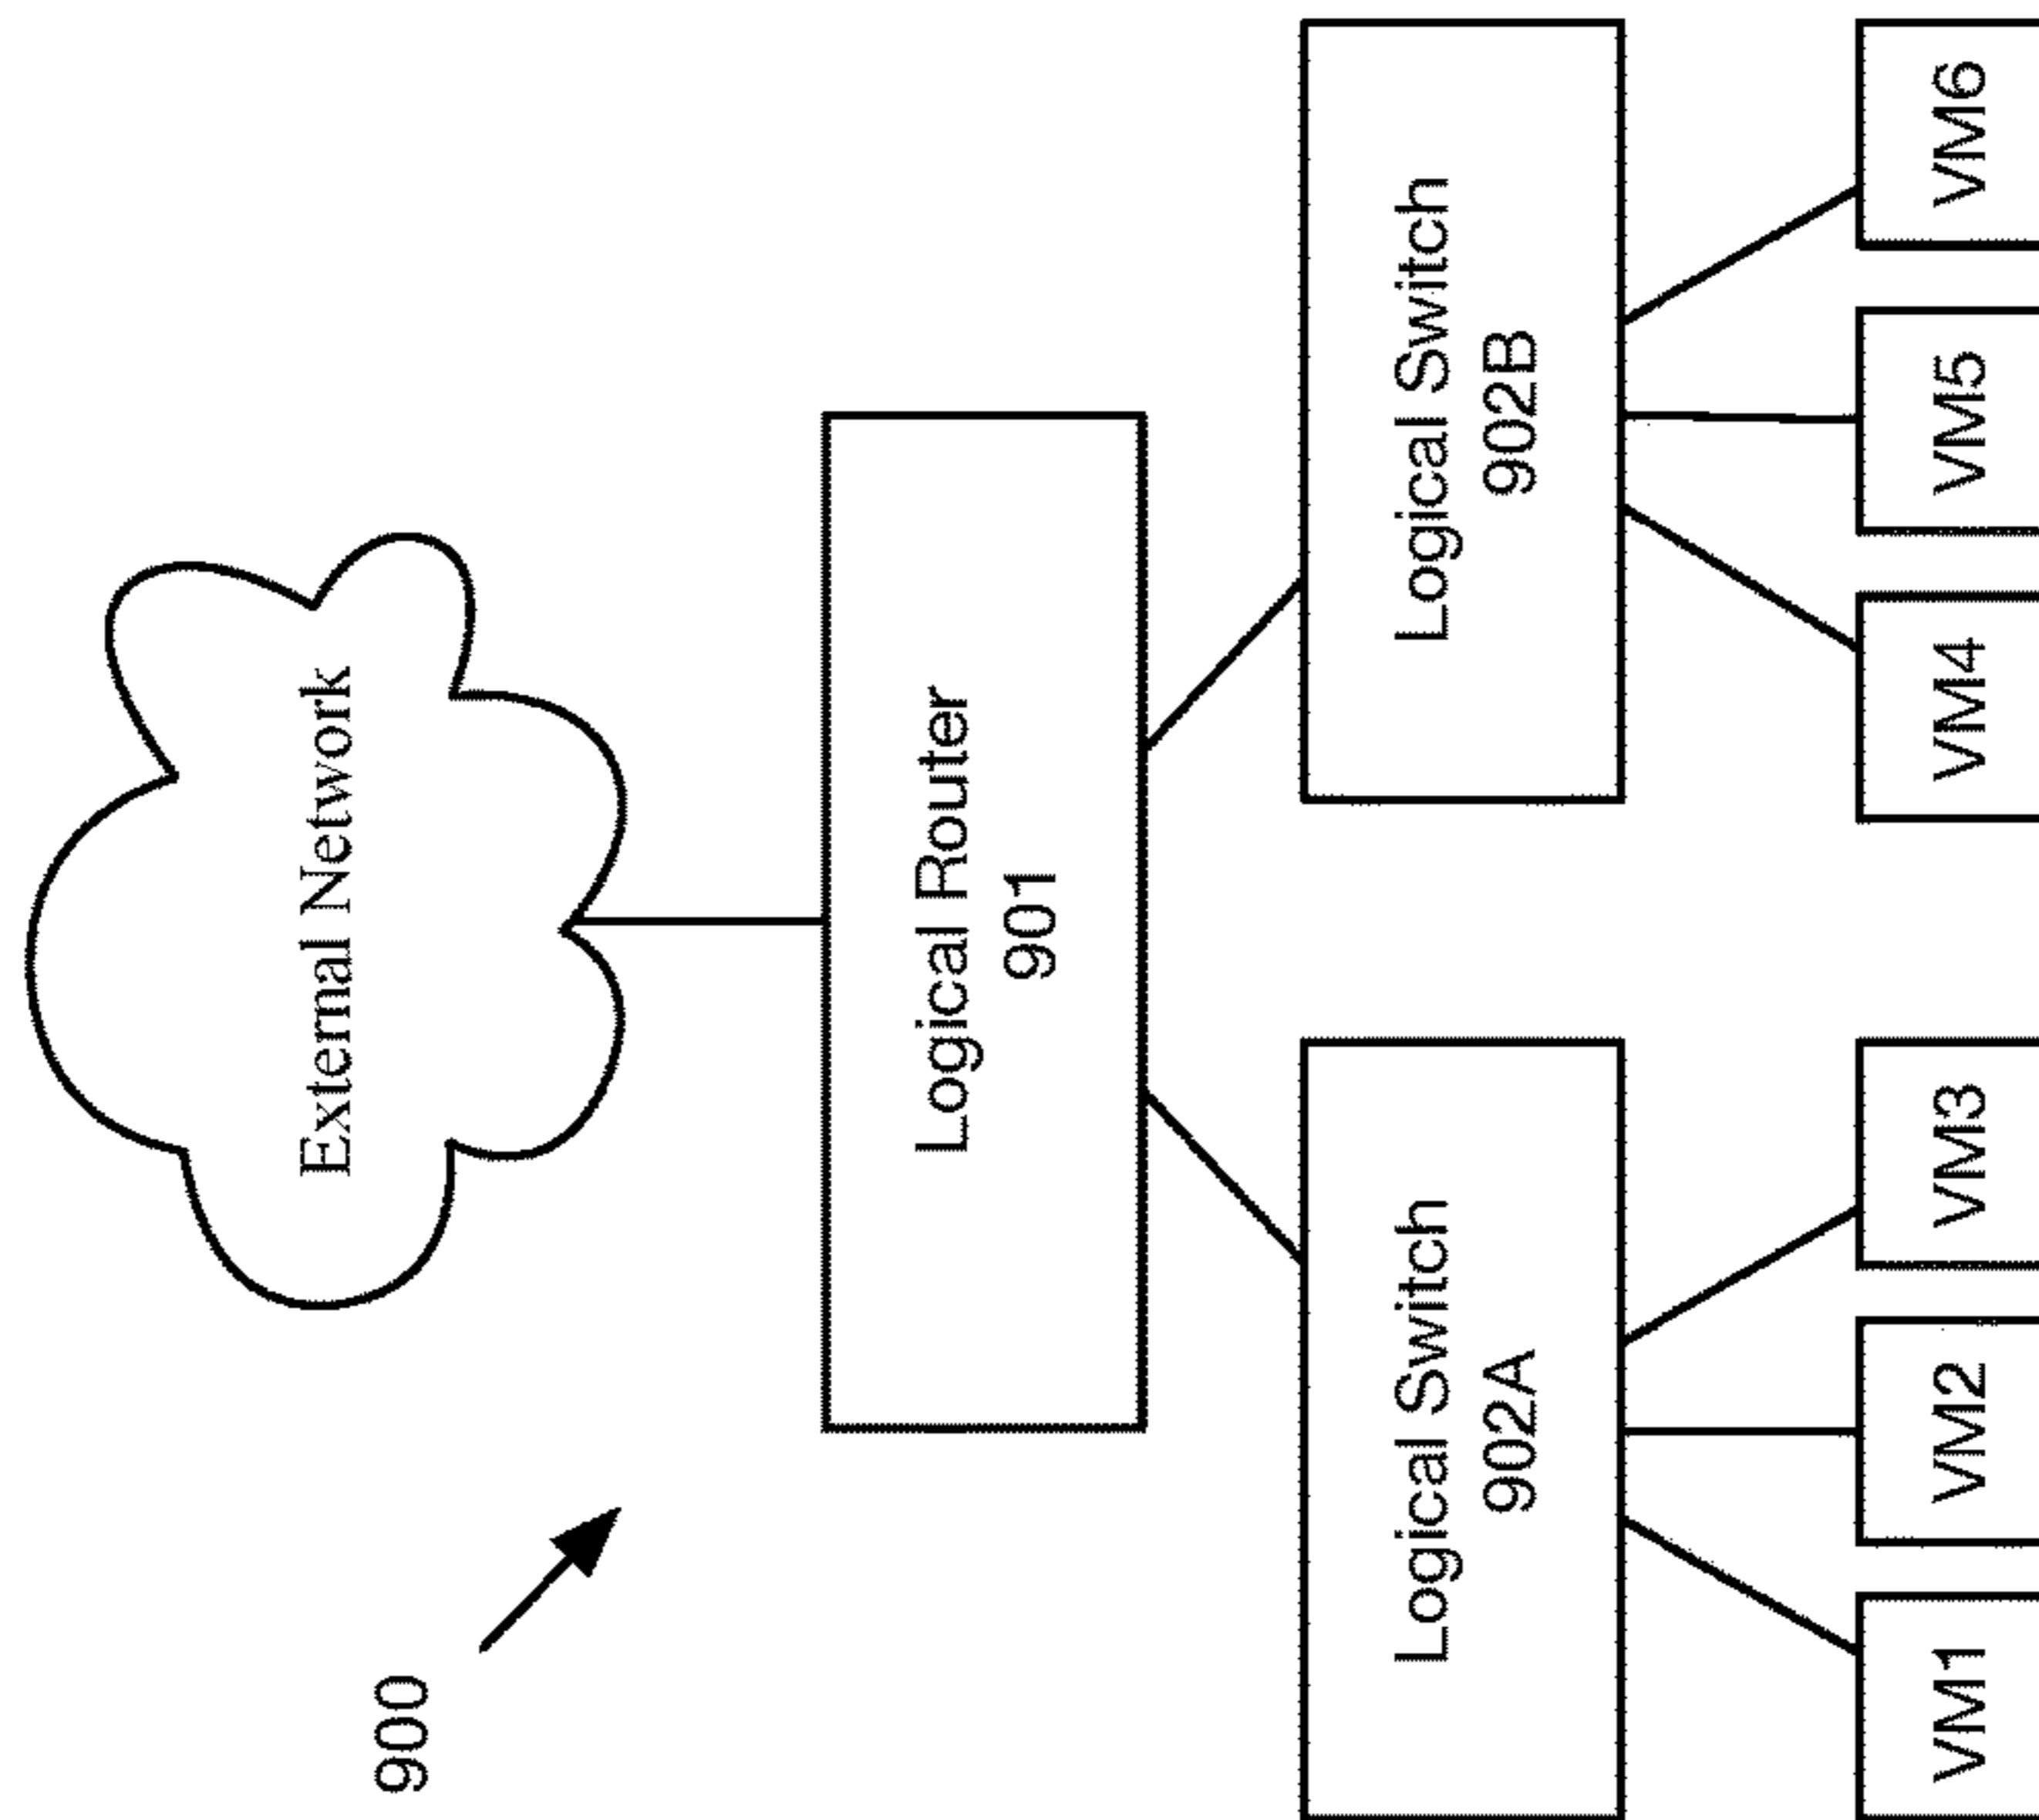 900
External Network
Logical Router
901
Logical Switch
902A
Logical Switch
902B
VM1
VM2
VM3
VM4
VM5
VM6